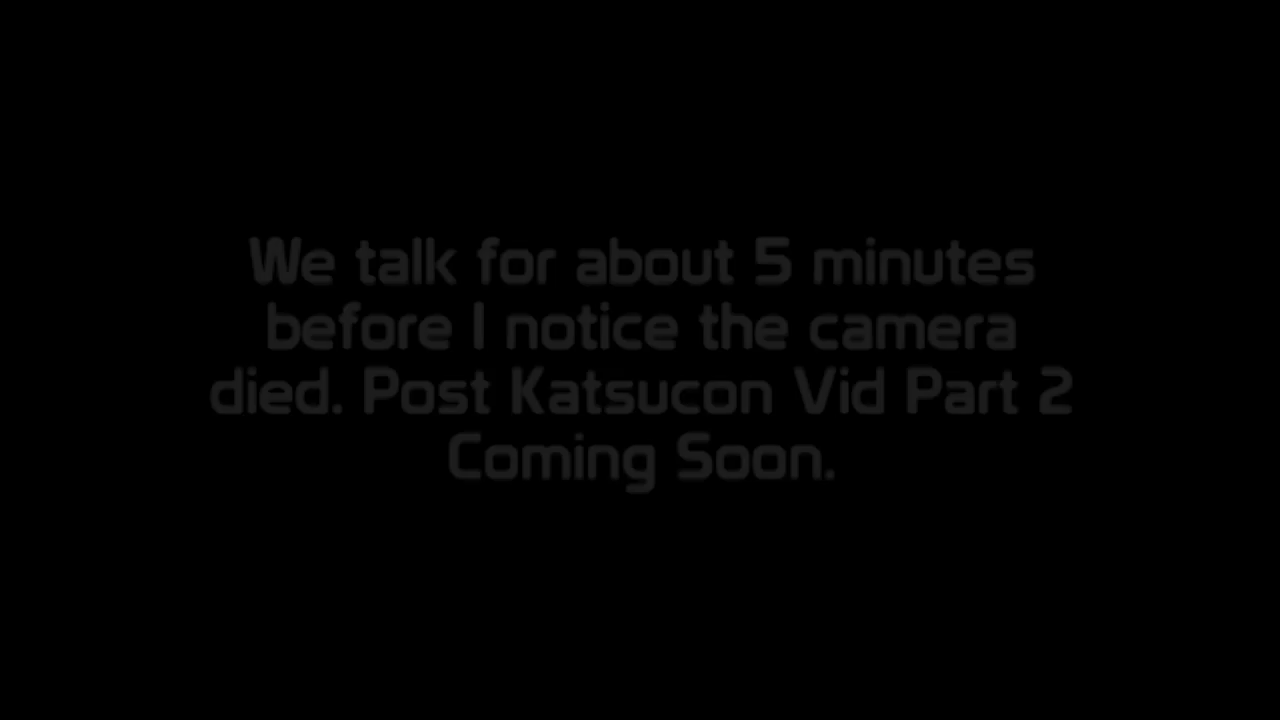 We talk for about 5 minutes
before I notice the camera
died. Post Katsucon Vid Part 2
Coming Soon.